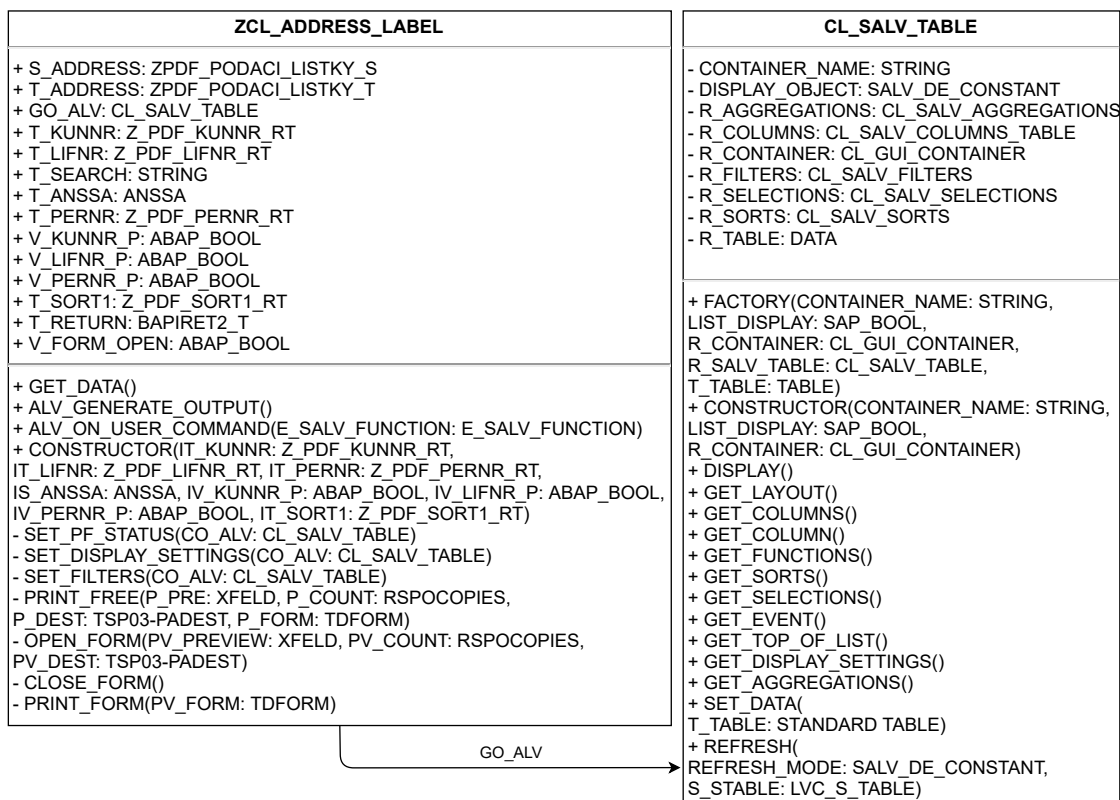 ZCL_ADDRESS_LABEL
+ S_ADDRESS: ZPDF_PODACI_LISTKY_S
+ T_ADDRESS: ZPDF_PODACI_LISTKY_T
+ GO_ALV: CL_SALV_TABLE
+ T_KUNNR: Z_PDF_KUNNR_RT
+ T_LIFNR: Z_PDF_LIFNR_RT
+ T_SEARCH: STRING
+ T_ANSSA: ANSSA
+ T_PERNR: Z_PDF_PERNR_RT
+ V_KUNNR_P: ABAP_BOOL
+ V_LIFNR_P: ABAP_BOOL
+ V_PERNR_P: ABAP_BOOL
+ T_SORT1: Z_PDF_SORT1_RT
+ T_RETURN: BAPIRET2_T
+ V_FORM_OPEN: ABAP_BOOL
+ GET_DATA()
+ ALV_GENERATE_OUTPUT()
+ ALV_ON_USER_COMMAND(E_SALV_FUNCTION: E_SALV_FUNCTION)
+ CONSTRUCTOR(IT_KUNNR: Z_PDF_KUNNR_RT,
IT_LIFNR: Z_PDF_LIFNR_RT, IT_PERNR: Z_PDF_PERNR_RT,
IS_ANSSA: ANSSA, IV_KUNNR_P: ABAP_BOOL, IV_LIFNR_P: ABAP_BOOL,
IV_PERNR_P: ABAP_BOOL, IT_SORT1: Z_PDF_SORT1_RT)
- SET_PF_STATUS(CO_ALV: CL_SALV_TABLE)
- SET_DISPLAY_SETTINGS(CO_ALV: CL_SALV_TABLE)
- SET_FILTERS(CO_ALV: CL_SALV_TABLE)
- PRINT_FREE(P_PRE: XFELD, P_COUNT: RSPOCOPIES,
P_DEST: TSP03-PADEST, P_FORM: TDFORM)
- OPEN_FORM(PV_PREVIEW: XFELD, PV_COUNT: RSPOCOPIES,
PV_DEST: TSP03-PADEST)
- CLOSE_FORM()
- PRINT_FORM(PV_FORM: TDFORM)
GO_ALV
CL_SALV_TABLE
- CONTAINER_NAME: STRING
- DISPLAY_OBJECT: SALV_DE_CONSTANT
- R_AGGREGATIONS: CL_SALV_AGGREGATIONS
- R_COLUMNS: CL_SALV_COLUMNS_TABLE
- R_CONTAINER: CL_GUI_CONTAINER
- R_FILTERS: CL_SALV_FILTERS
- R_SELECTIONS: CL_SALV_SELECTIONS
- R_SORTS: CL_SALV_SORTS
- R_TABLE: DATA
+ FACTORY(CONTAINER_NAME: STRING,
LIST_DISPLAY: SAP_BOOL,
R_CONTAINER: CL_GUI_CONTAINER,
R_SALV_TABLE: CL_SALV_TABLE,
T_TABLE: TABLE)
+ CONSTRUCTOR(CONTAINER_NAME: STRING,
LIST_DISPLAY: SAP_BOOL,
R_CONTAINER: CL_GUI_CONTAINER)
+ DISPLAY()
+ GET_LAYOUT()
+ GET_COLUMNS()
+ GET_COLUMN()
+ GET_FUNCTIONS()
+ GET_SORTS()
+ GET_SELECTIONS()
+ GET_EVENT()
+ GET_TOP_OF_LIST()
+ GET_DISPLAY_SETTINGS()
+ GET_AGGREGATIONS()
+ SET_DATA(
T_TABLE: STANDARD TABLE)
+ REFRESH(
REFRESH_MODE: SALV_DE_CONSTANT,
S_STABLE: LVC_S_TABLE)